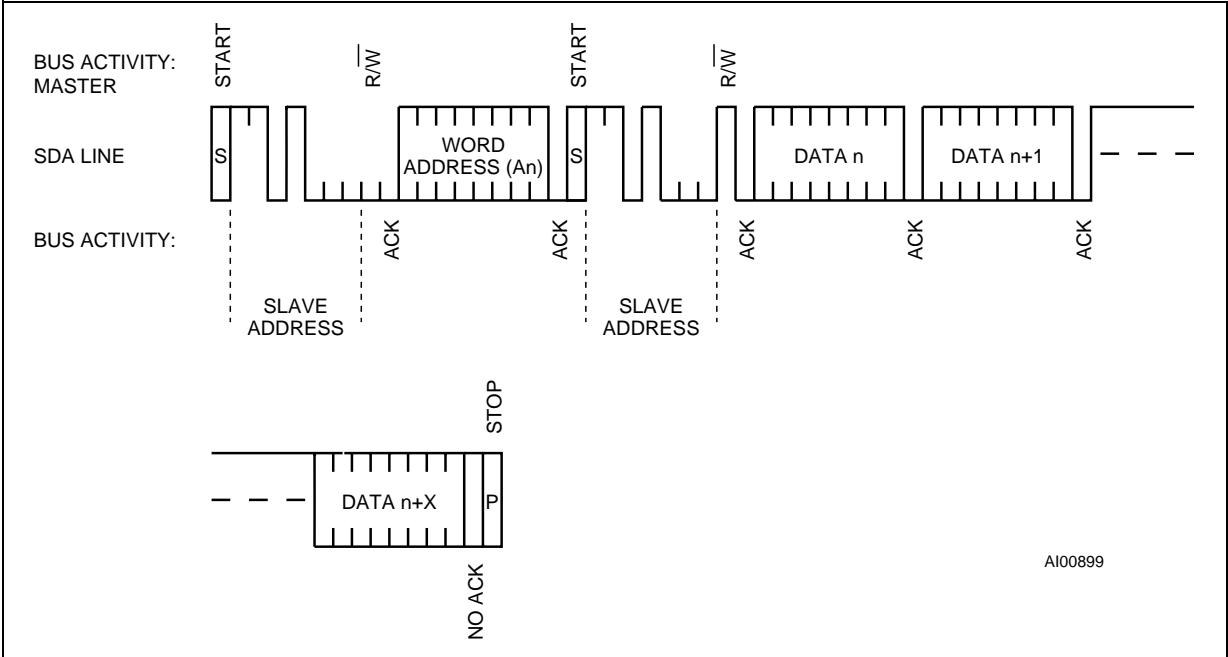 BUS ACTIVITY:
MASTER
START
R/W
START
R/W
SDA LINE
S
WORD
ADDRESS (An)
S
DATA n
DATA n+1
BUS ACTIVITY:
ACK
ACK
ACK
ACK
ACK
SLAVE
ADDRESS
SLAVE
ADDRESS
STOP
DATA n+X
P
NO ACK
AI00899